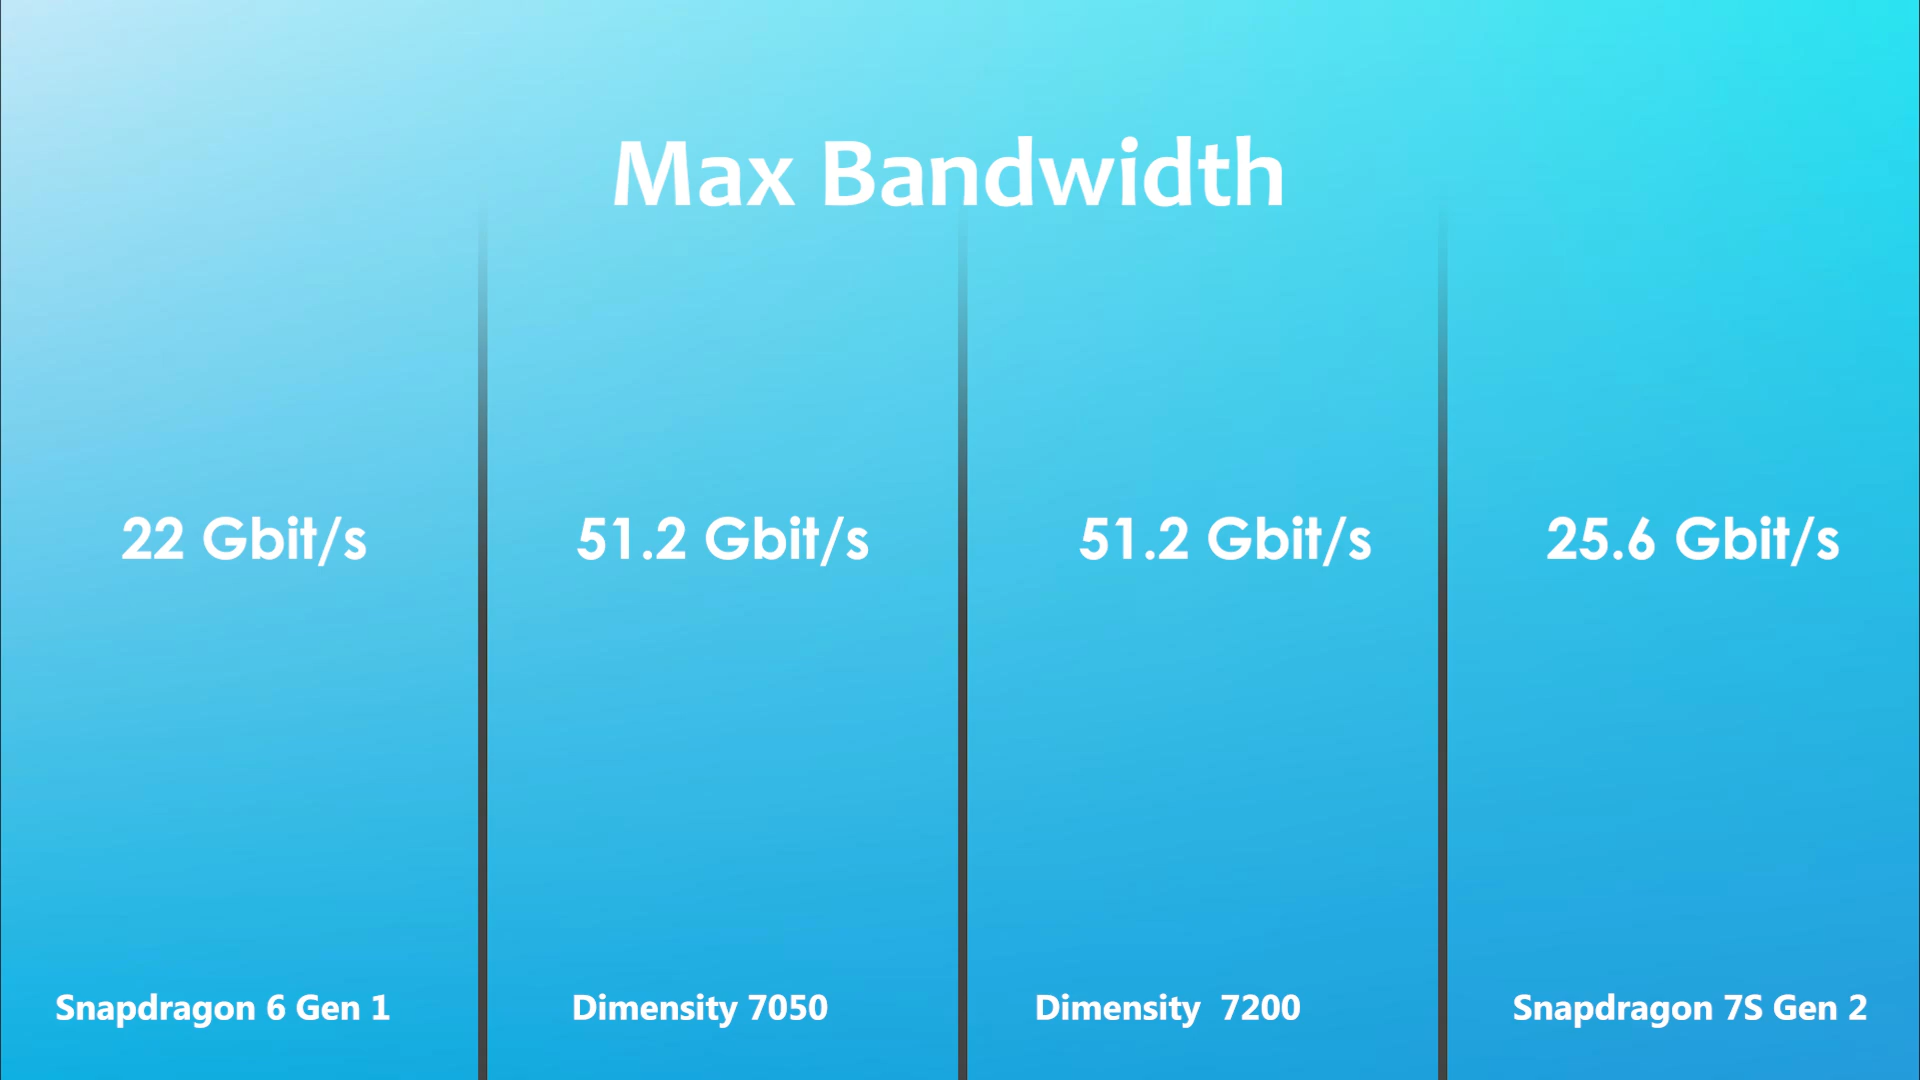 Max Bandwidth
22 Gbit/s
51.2 Gbit/s
51.2 Gbit/s
25.6 Gbit/s
Snapdragon 6 Gen 1
Dimensity 7050
Dimensity 7200
Snapdragon 7S Gen 2